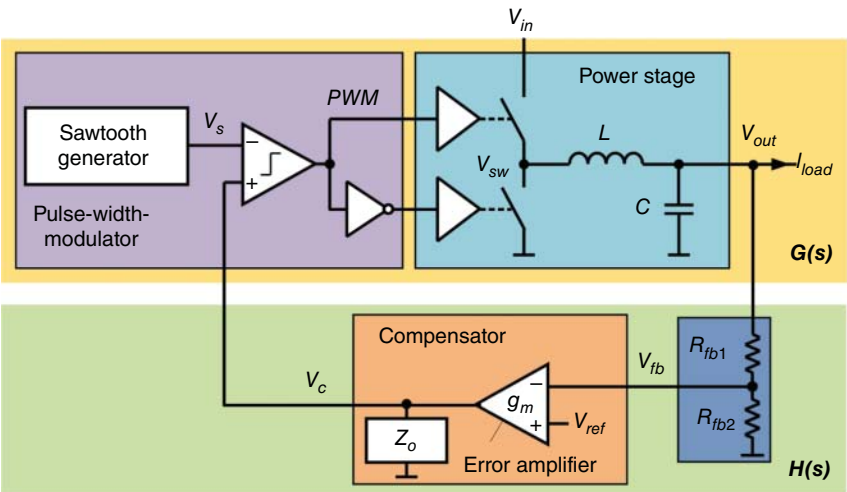 V_in
Power stage
PWM
Sawtooth
generator
V_s
−
+
Pulse-width-
modulator
V_sw
L
C
V_out
I_load
G(s)
Compensator
V_c
Z_o
g_m
−
+
V_ref
Error amplifier
V_fb
R_fb1
R_fb2
H(s)